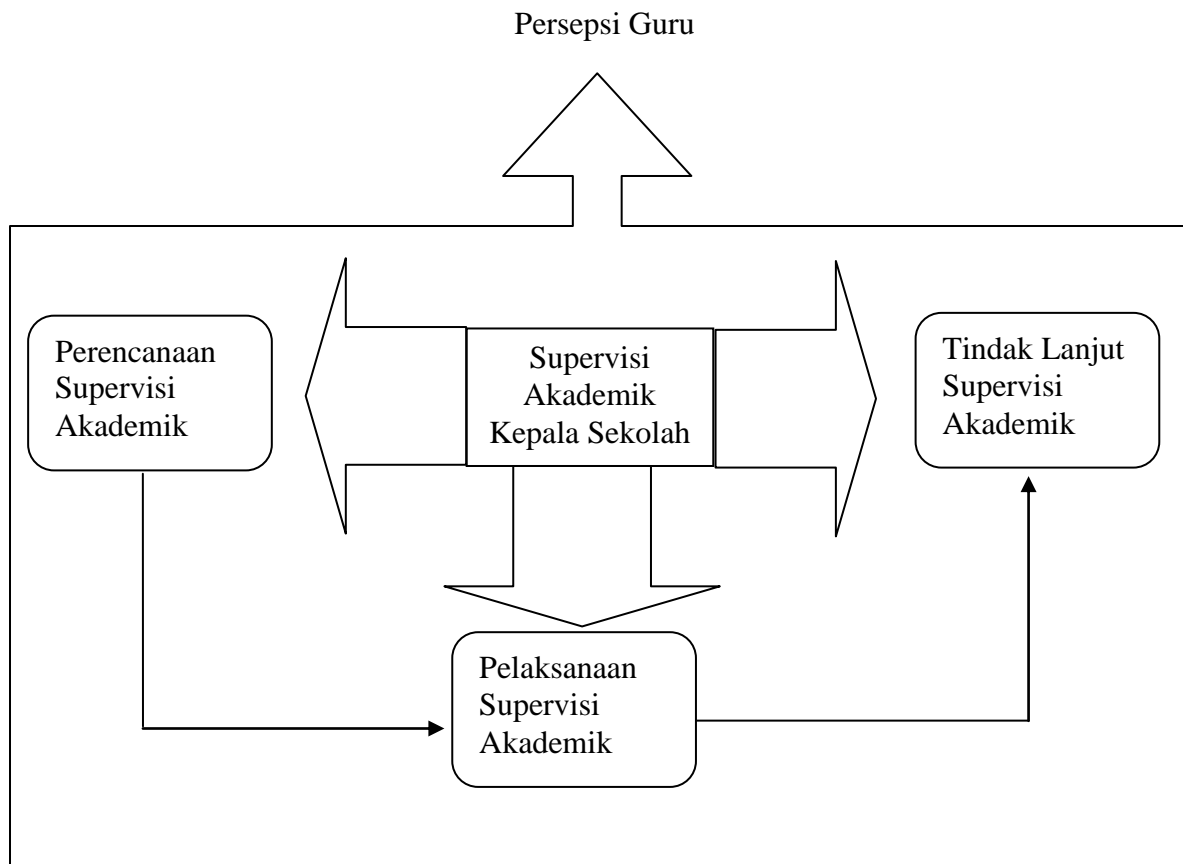 Persepsi Guru
Perencanaan
Supervisi
Akademik
Supervisi
Akademik
Kepala Sekolah
Tindak Lanjut
Supervisi
Akademik
Pelaksanaan
Supervisi
Akademik